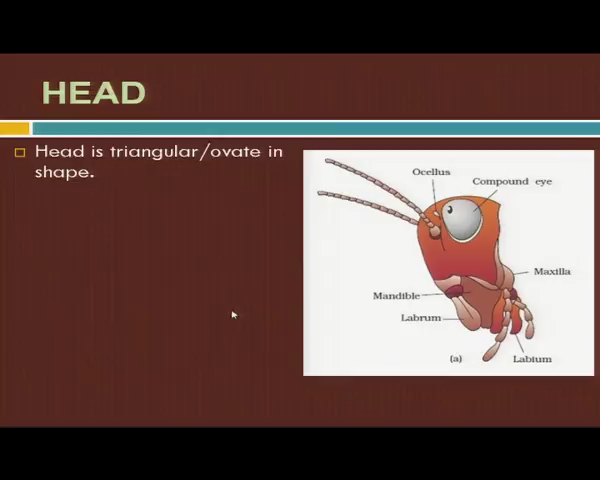 HEAD
Head is triangular/ovate in
shape.
Ocellus
Compound eye
Maxilla
Mandible
Labrum
Labium
(a)